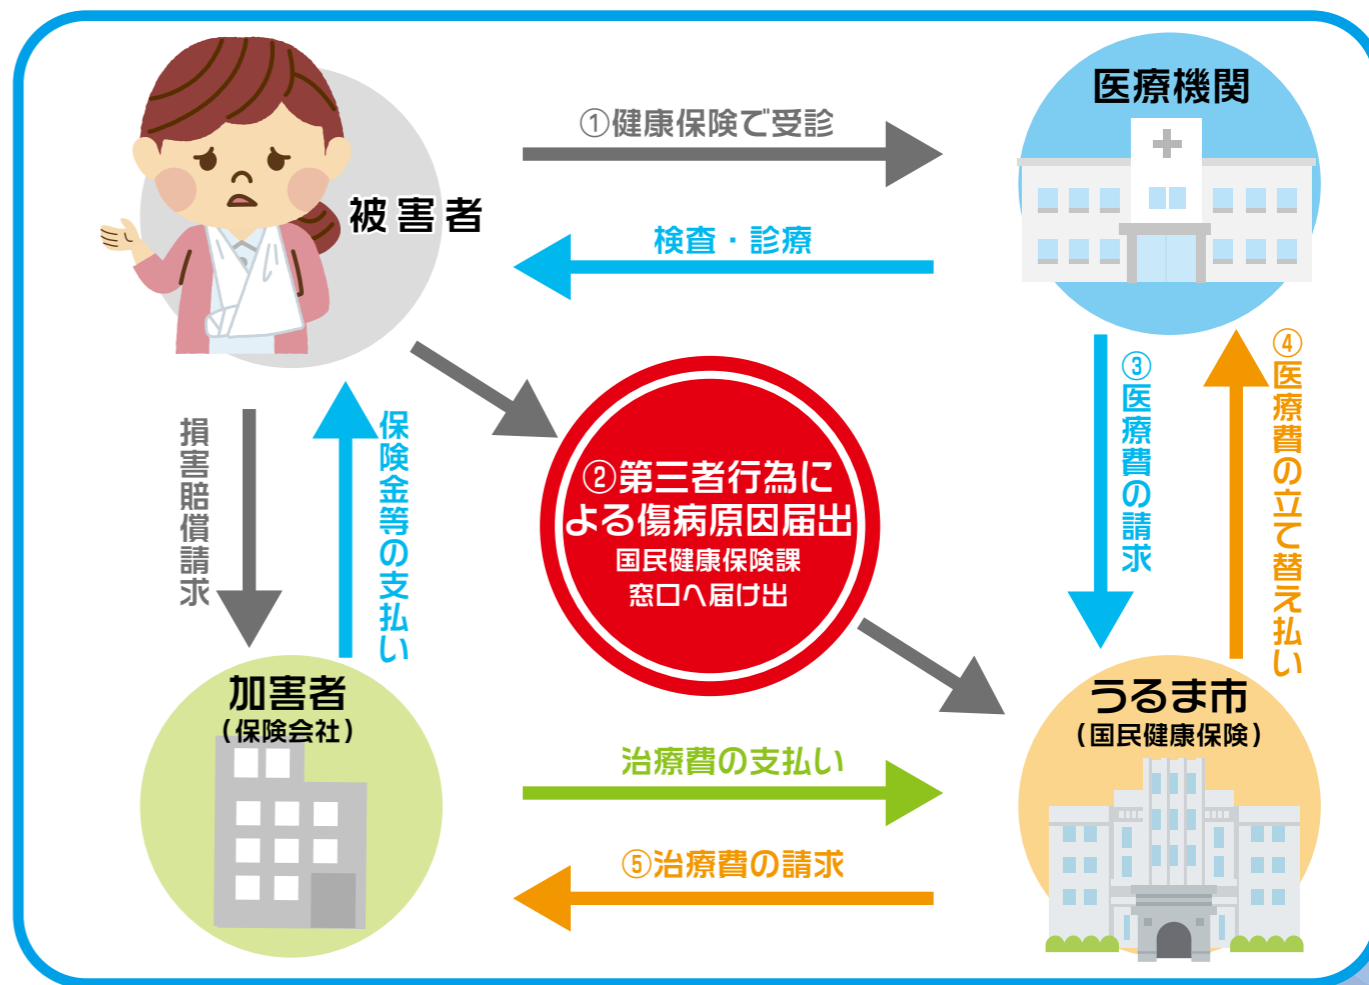 ①健康保険で受診
医療機関
被害者
検査・診療
損害賠償請求
保険金等の支払い
②第三者行為に
よる傷病原因届出
国民健康保険課
窓口へ届け出
③医療費の請求
④医療費の立て替え払い
加害者
（保険会社）
うるま市
（国民健康保険）
治療費の支払い
⑤治療費の請求